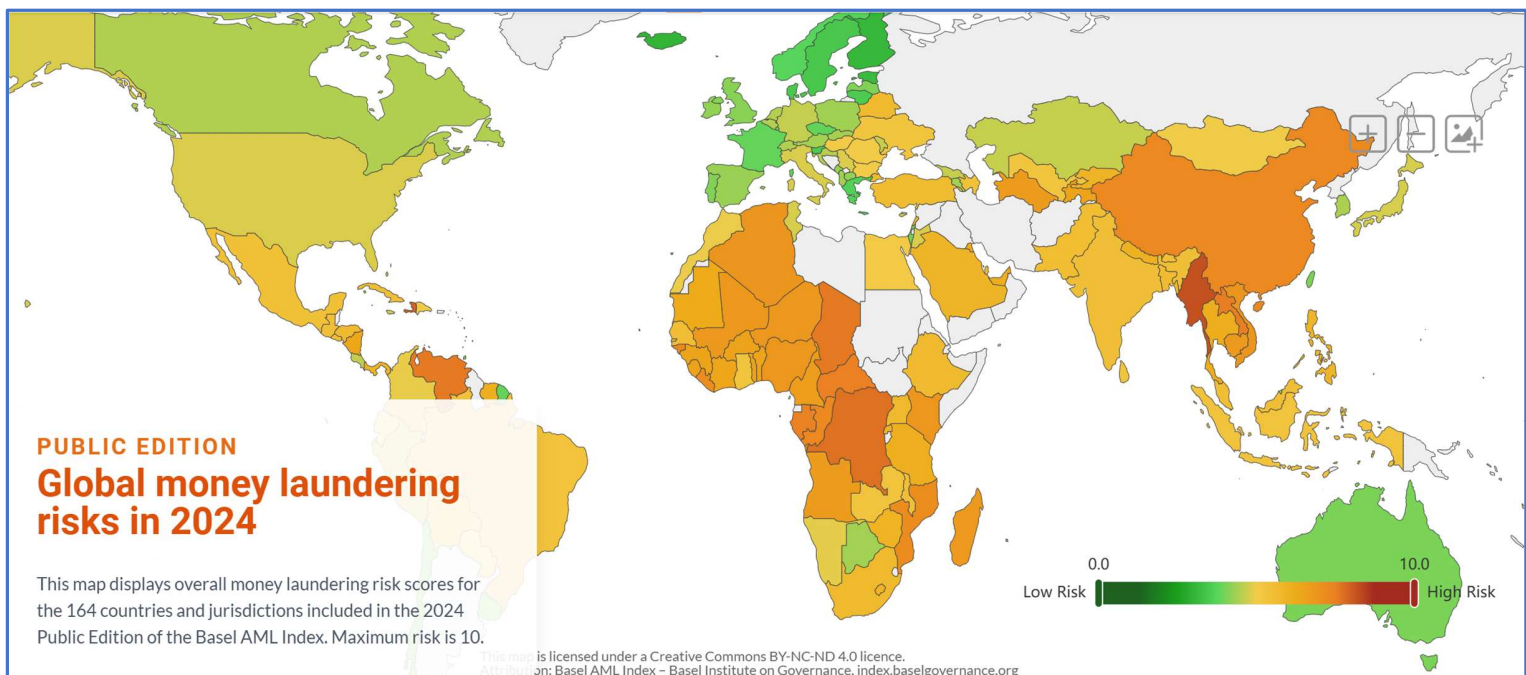 PUBLIC EDITION
Global money laundering
risks in 2024
This map displays overall money laundering risk scores for
the 164 countries and jurisdictions included in the 2024
Public Edition of the Basel AML Index. Maximum risk is 10.
0.0
10.0
Low Risk
High Risk
This map is licensed under a Creative Commons BY-NC-ND 4.0 licence.
Attribution: Basel AML Index – Basel Institute on Governance, index.baselgovernance.org